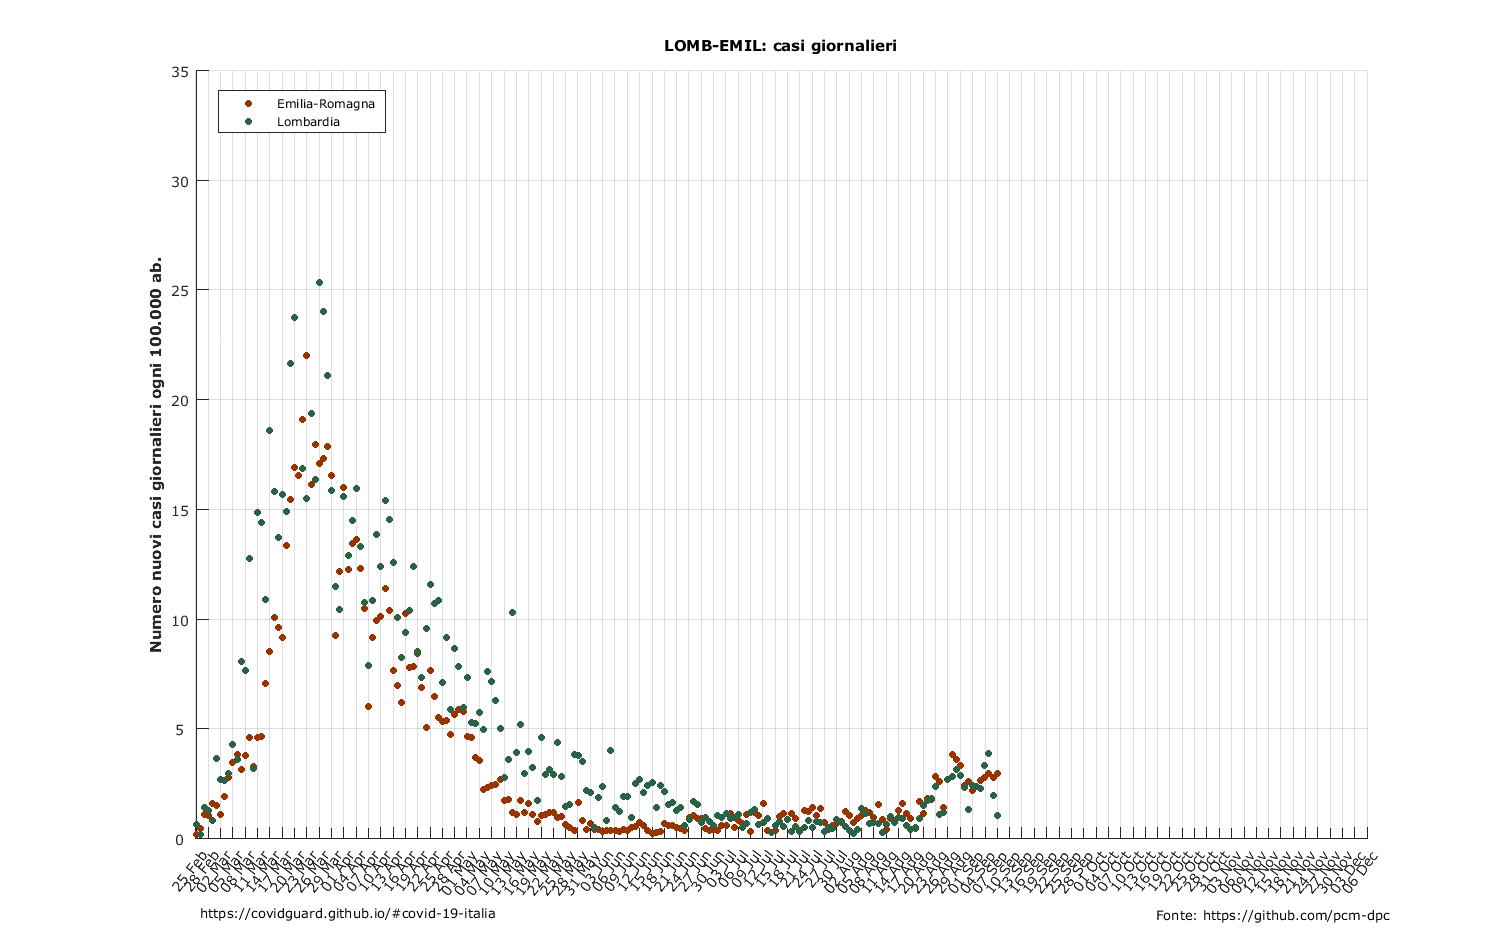 LOMB-EMIL: casi giornalieri
35
Emilia-Romagna
Lombardia
30
25
20
15
10
5
0
Numero nuovi casi giornalieri ogni 100.000 ab.
25 Feb
28 Feb
02 Mar
05 Mar
08 Mar
11 Mar
14 Mar
17 Mar
20 Mar
23 Mar
26 Mar
29 Mar
01 Apr
04 Apr
07 Apr
10 Apr
13 Apr
16 Apr
19 Apr
22 Apr
25 Apr
28 Apr
01 May
04 May
07 May
10 May
13 May
16 May
19 May
22 May
25 May
28 May
31 May
03 Jun
06 Jun
09 Jun
12 Jun
15 Jun
18 Jun
21 Jun
24 Jun
27 Jun
30 Jun
03 Jul
06 Jul
09 Jul
12 Jul
15 Jul
18 Jul
21 Jul
24 Jul
27 Jul
30 Jul
02 Aug
05 Aug
08 Aug
11 Aug
14 Aug
17 Aug
20 Aug
23 Aug
26 Aug
29 Aug
01 Sep
04 Sep
07 Sep
10 Sep
13 Sep
16 Sep
19 Sep
22 Sep
25 Sep
28 Sep
01 Oct
04 Oct
07 Oct
10 Oct
13 Oct
16 Oct
19 Oct
22 Oct
25 Oct
28 Oct
31 Oct
03 Nov
06 Nov
09 Nov
12 Nov
15 Nov
18 Nov
21 Nov
24 Nov
27 Nov
30 Nov
03 Dec
06 Dec
https://covidguard.github.io/#covid-19-italia
Fonte: https://github.com/pcm-dpc